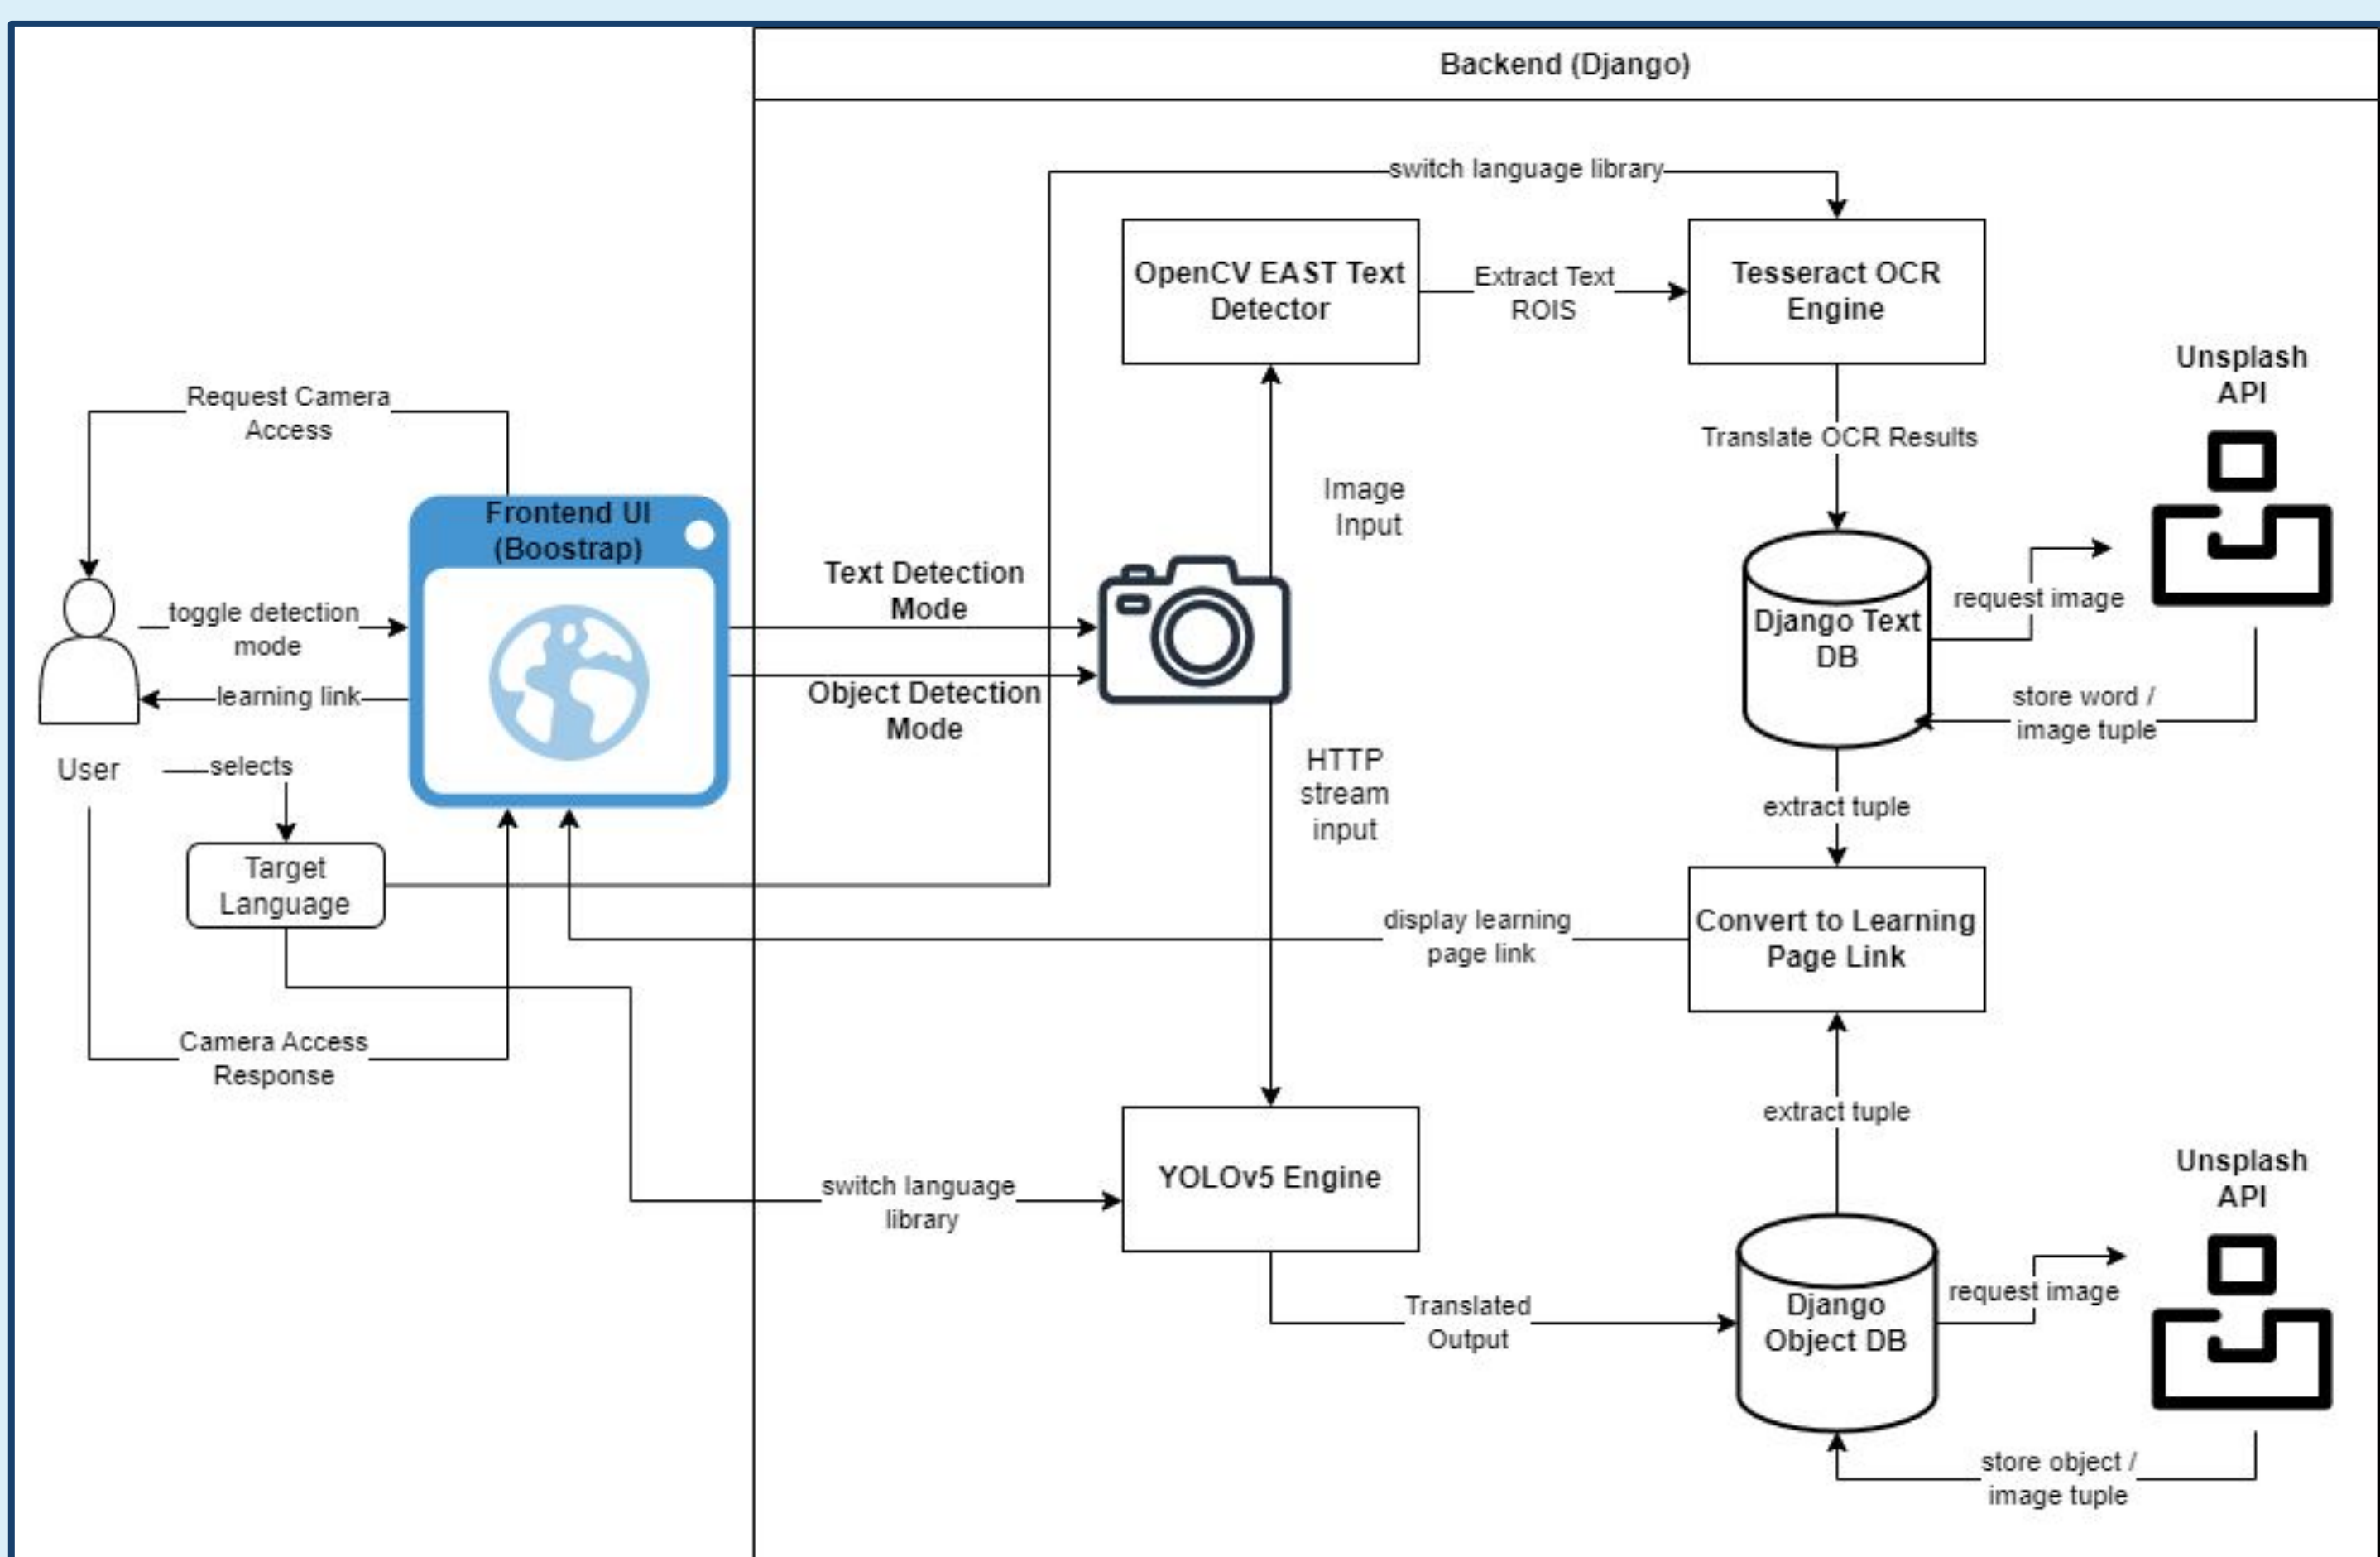 Backend (Django)
switch language library
OpenCV EAST Text
Detector
Extract Text
ROIS
Tesseract OCR
Engine
Unsplash
API
Request Camera
Access
Translate OCR Results
Image
Input
Frontend UI
(Boostrap)
Text Detection
Mode
toggle detection
mode
request image
Django Text
DB
learning link
Object Detection
Mode
store word /
image tuple
User
selects
HTTP
stream
input
extract tuple
Target
Language
display learning
page link
Convert to Learning
Page Link
Camera Access
Response
extract tuple
switch language
library
YOLOv5 Engine
Unsplash
API
Translated
Output
Django
Object DB
request image
store object /
image tuple